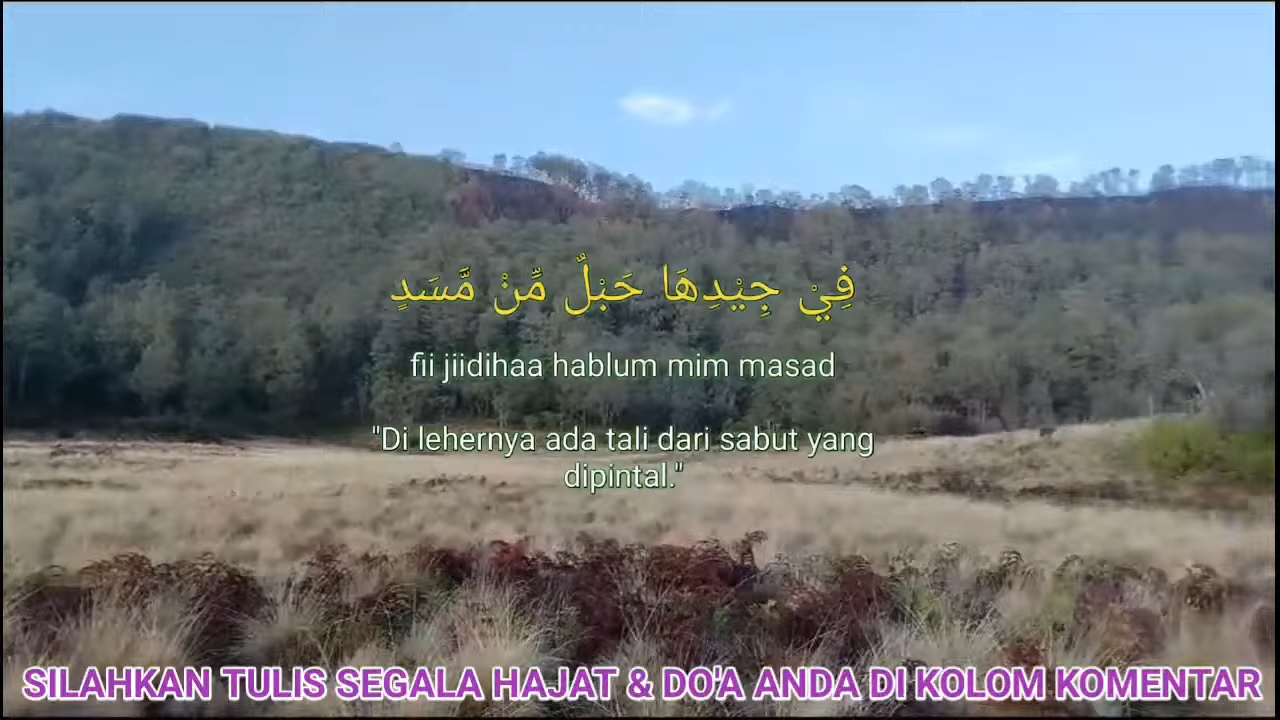 فِيْ جِيْدِهَا حَبْلٌ مِّنْ مَّسَدٍ
fii jiidihaa hablum mim masad
"Di lehernya ada tali dari sabut yang
dipintal."
SILAHKAN TULIS SEGALA HAJAT & DO'A ANDA DI KOLOM KOMENTAR